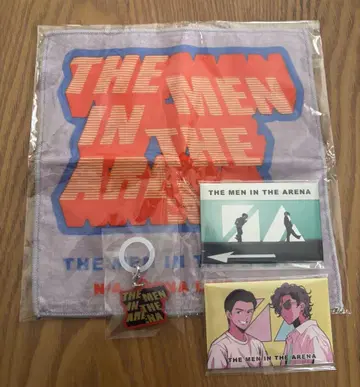 THE
MEN
IN THE
ARENA
THE MEN IN THE
THE MEN IN THE ARENA
THE MEN
IN THE
ARENA
THE MEN IN THE ARENA